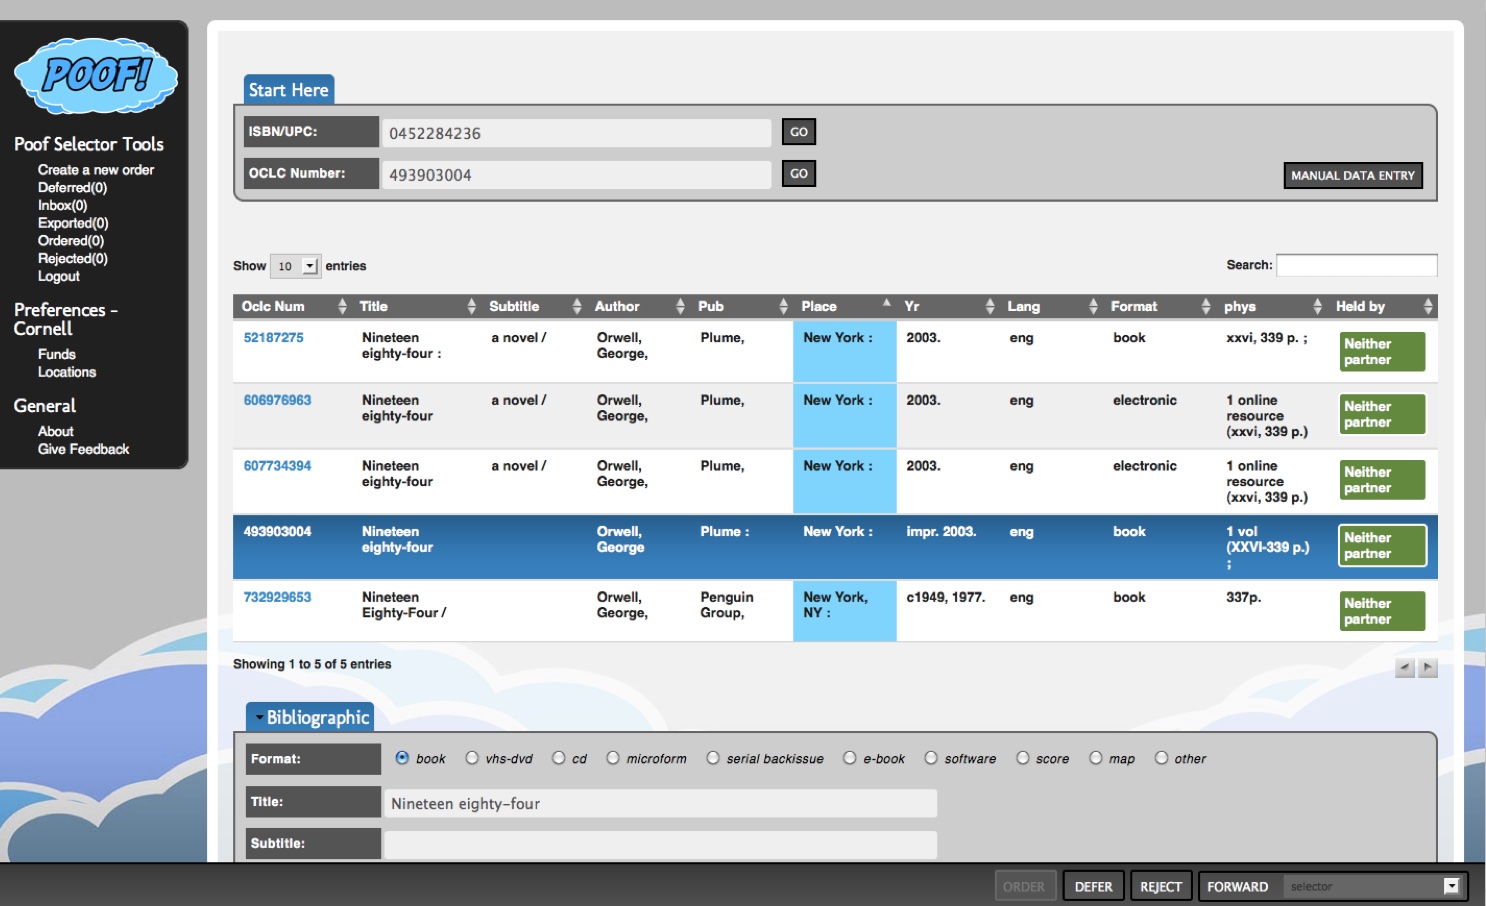 POOF!
Poof Selector Tools
Create a new order
Deferred(0)
Inbox(0)
Exported(0)
Ordered(0)
Rejected(0)
Logout
Preferences -
Cornell
Funds
Locations
General
About
Give Feedback
Start Here
ISBN/UPC: 0452284236 GO
OCLC Number: 493903004 GO
MANUAL DATA ENTRY
Show 10 entries Search:
Oclc Num Title Subtitle Author Pub Place Yr Lang Format phys Held by
52187275 Nineteen a novel / Orwell, Plume, New York : 2003. eng book xxvi, 339 p. ; Neither
eighty-four : George, partner
606976963 Nineteen a novel / Orwell, Plume, New York : 2003. eng electronic 1 online Neither
eighty-four George, resource partner
(xxvi, 339 p.)
607734394 Nineteen a novel / Orwell, Plume, New York : 2003. eng electronic 1 online Neither
eighty-four George, resource partner
(xxvi, 339 p.)
493903004 Nineteen Orwell, Plume : New York : impr. 2003. eng book 1 vol Neither
eighty-four George (XXVI-339 p.) partner
;
732929653 Nineteen Orwell, Penguin New York, c1949, 1977. eng book 337p. Neither
Eighty-Four / George, Group, NY : partner
Showing 1 to 5 of 5 entries
Bibliographic
Format: book vhs-dvd cd microform serial backissue e-book software score map other
Title: Nineteen eighty-four
Subtitle:
ORDER DEFER REJECT FORWARD selector